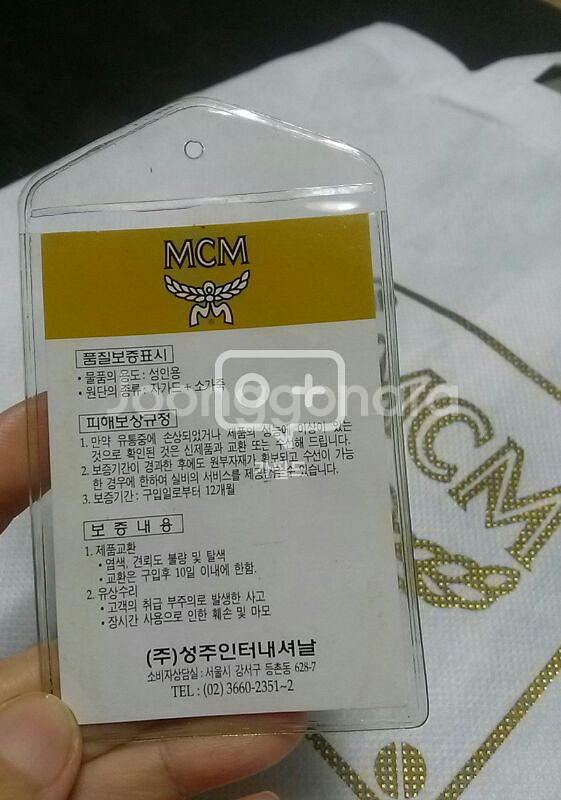 MCM
품질보증표시
• 물품의 용도 : 성인용
• 원단의 종류 : 자가드 + 소가죽
joonggonara
피해보상규정
1. 만약 유통중에 손상되었거나 제품의 성능에 이상이 있는
것으로 확인된 것은 신제품과 교환 또는 수선해 드립니다.
2. 보증기간이 경과한 후에도 원부자재가 확보되고 수선이 가능
한 경우에 한하여 실비의 서비스를 제공받을 수 있습니다.
3. 보증기간 : 구입일로부터 12개월
보 증 내 용
1. 제품교환
• 염색, 견뢰도 불량 및 탈색
• 교환은 구입후 10일 이내에 한함.
2. 유상수리
• 고객의 취급 부주의로 발생한 사고
• 장시간 사용으로 인한 훼손 및 마모
(주)성주인터내셔날
소비자상담실 : 서울시 강서구 등촌동 628-7
TEL : (02) 3660-2351~2
MCM